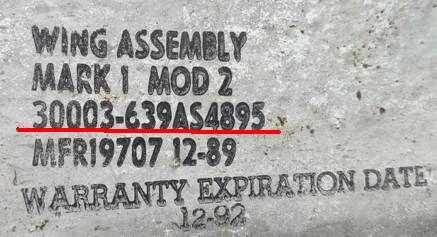 WING ASSEMBLY
MARK 1 MOD 2
30003-639AS4895
MFR19707 12-89
WARRANTY EXPIRATION DATE
12-92